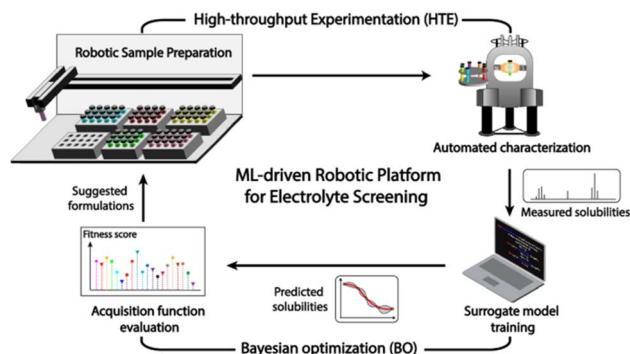 High-throughput Experimentation (HTE)
Robotic Sample Preparation
Automated characterization
ML-driven Robotic Platform
for Electrolyte Screening
Suggested
formulations
Measured solubilities
Fitness score
Predicted
solubilities
Acquisition function
evaluation
Surrogate model
training
Bayesian optimization (BO)